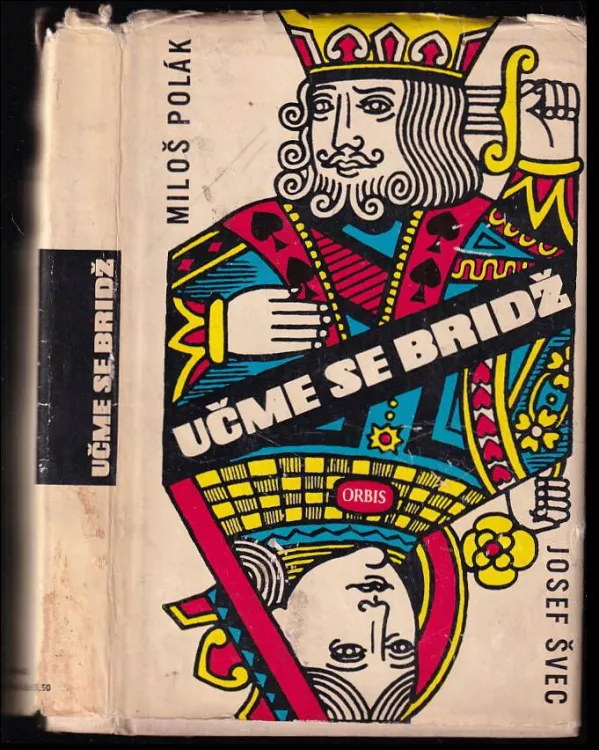 UČME SE BRIDŽ
MILOŠ POLÁK
UČME SE BRIDŽ
ORBIS
JOSEF ŠVEC